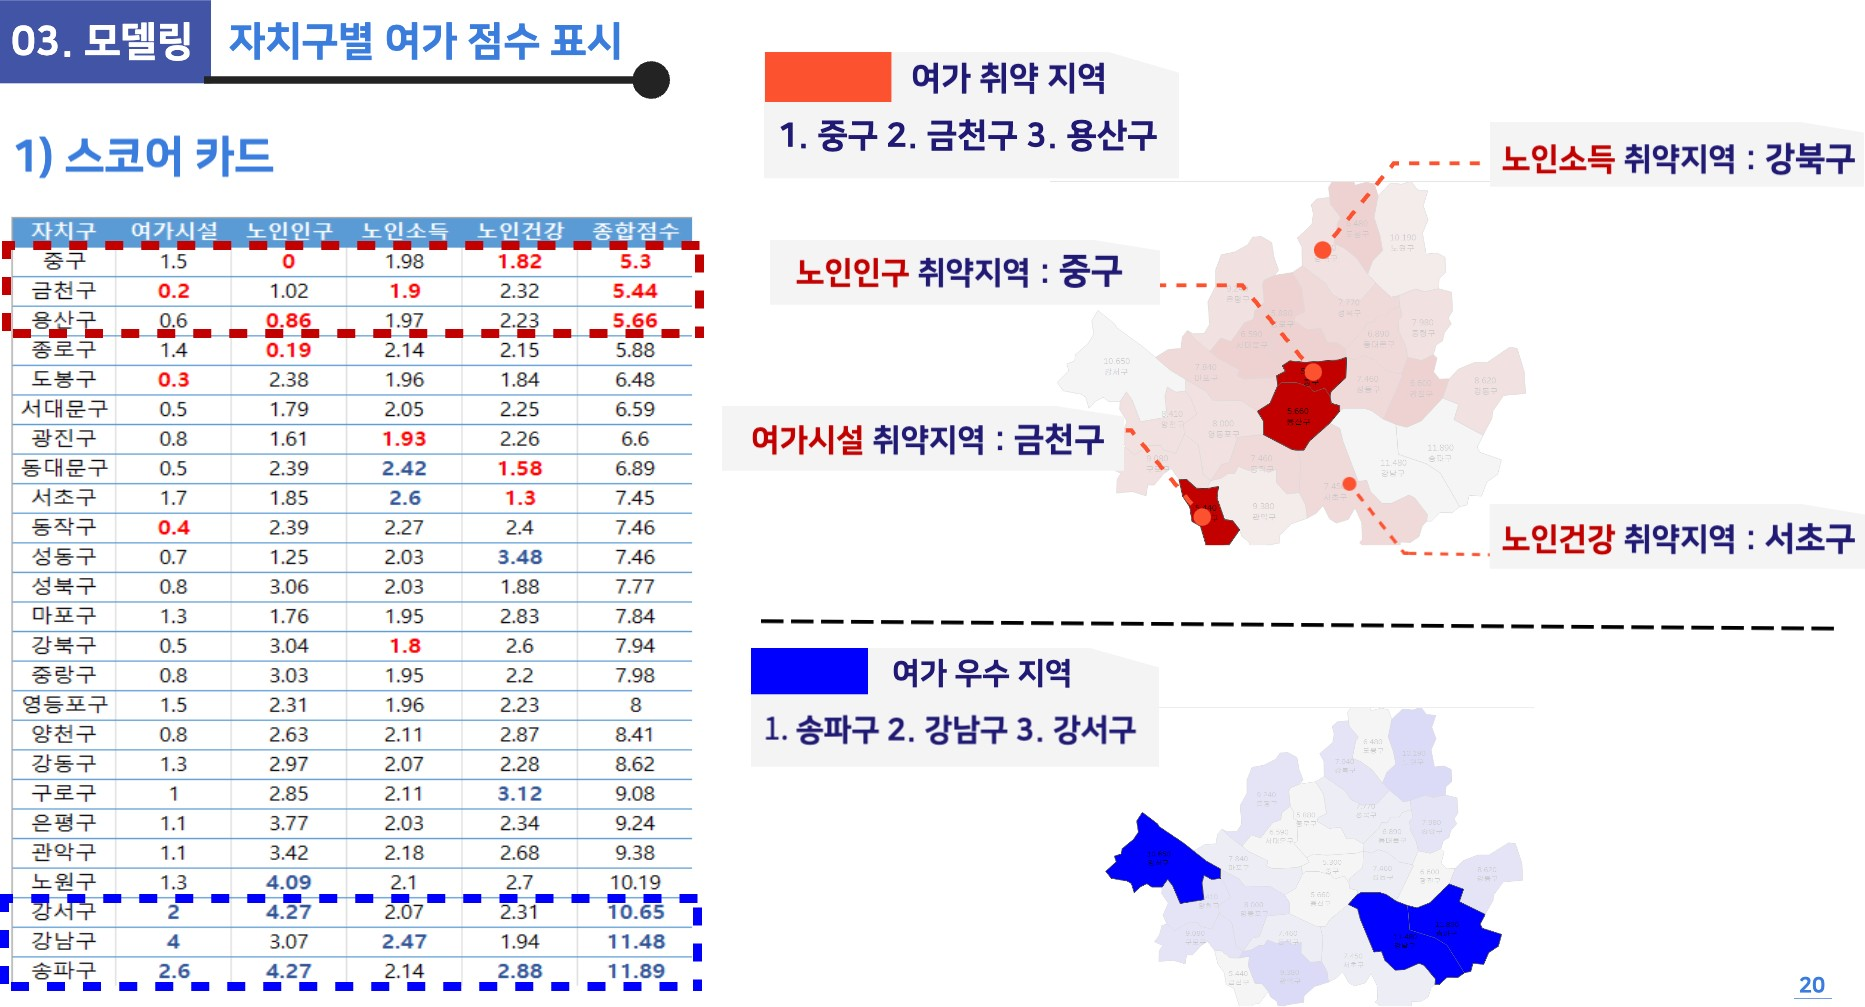 03. 모델링
자치구별 여가 점수 표시
1) 스코어 카드
자치구 여가시설 노인인구 노인소득 노인건강 종합점수
중구 1.5 0 1.98 1.82 5.3
금천구 0.2 1.02 1.9 2.32 5.44
용산구 0.6 0.86 1.97 2.23 5.66
종로구 1.4 0.19 2.14 2.15 5.88
도봉구 0.3 2.38 1.96 1.84 6.48
서대문구 0.5 1.79 2.05 2.25 6.59
광진구 0.8 1.61 1.93 2.26 6.6
동대문구 0.5 2.39 2.42 1.58 6.89
서초구 1.7 1.85 2.6 1.3 7.45
동작구 0.4 2.39 2.27 2.4 7.46
성동구 0.7 1.25 2.03 3.48 7.46
성북구 0.8 3.06 2.03 1.88 7.77
마포구 1.3 1.76 1.95 2.83 7.84
강북구 0.5 3.04 1.8 2.6 7.94
중랑구 0.8 3.03 1.95 2.2 7.98
영등포구 1.5 2.31 1.96 2.23 8
양천구 0.8 2.63 2.11 2.87 8.41
강동구 1.3 2.97 2.07 2.28 8.62
구로구 1 2.85 2.11 3.12 9.08
은평구 1.1 3.77 2.03 2.34 9.24
관악구 1.1 3.42 2.18 2.68 9.38
노원구 1.3 4.09 2.1 2.7 10.19
강서구 2 4.27 2.07 2.31 10.65
강남구 4 3.07 2.47 1.94 11.48
송파구 2.6 4.27 2.14 2.88 11.89
여가 취약 지역
1. 중구 2. 금천구 3. 용산구
노인소득 취약지역 : 강북구
노인인구 취약지역 : 중구
여가시설 취약지역 : 금천구
노인건강 취약지역 : 서초구
여가 우수 지역
1. 송파구 2. 강남구 3. 강서구
20